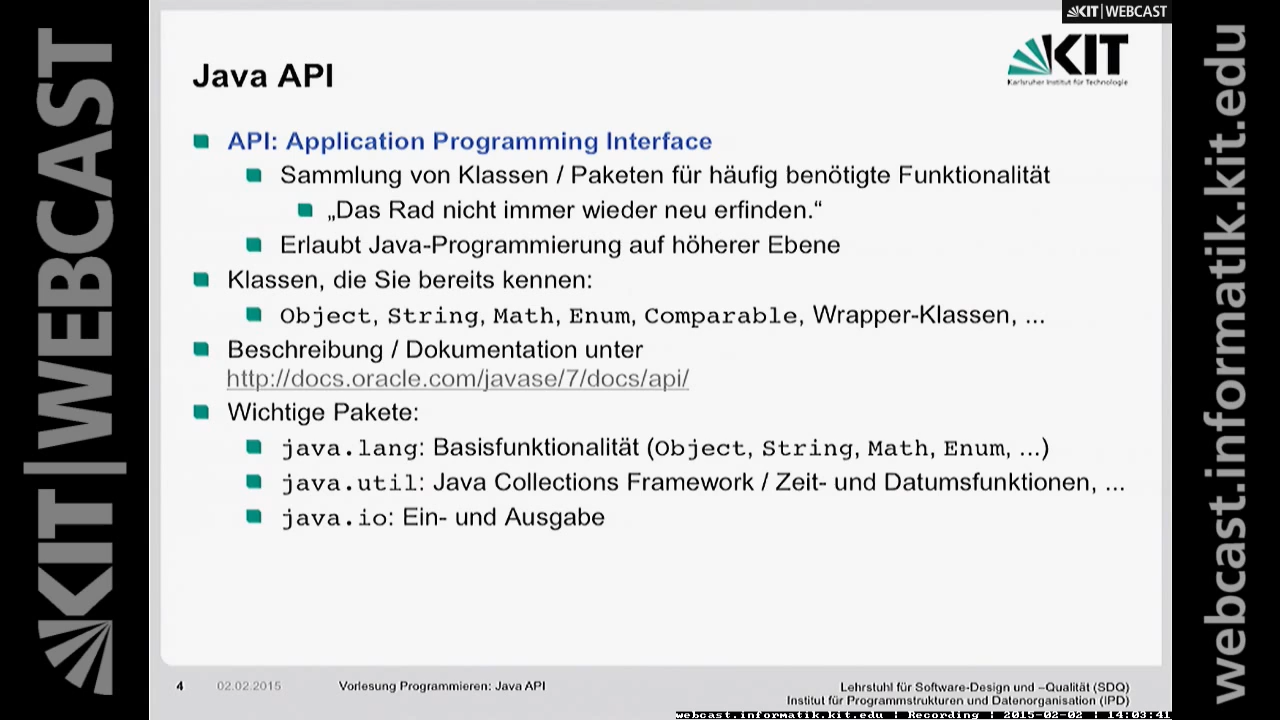 KIT|WEBCAST
KIT|WEBCAST
webcast.informatik.kit.edu
KIT
Karlsruher Institut für Technologie
Java API
API: Application Programming Interface
Sammlung von Klassen / Paketen für häufig benötigte Funktionalität
„Das Rad nicht immer wieder neu erfinden.“
Erlaubt Java-Programmierung auf höherer Ebene
Klassen, die Sie bereits kennen:
Object, String, Math, Enum, Comparable, Wrapper-Klassen, ...
Beschreibung / Dokumentation unter
http://docs.oracle.com/javase/7/docs/api/
Wichtige Pakete:
java.lang: Basisfunktionalität (Object, String, Math, Enum, ...)
java.util: Java Collections Framework / Zeit- und Datumsfunktionen, ...
java.io: Ein- und Ausgabe
4 02.02.2015 Vorlesung Programmieren: Java API
Lehrstuhl für Software-Design und –Qualität (SDQ)
Institut für Programmstrukturen und Datenorganisation (IPD)
webcast.informatik.kit.edu | Recording | 2015-02-02 | 14:03:41